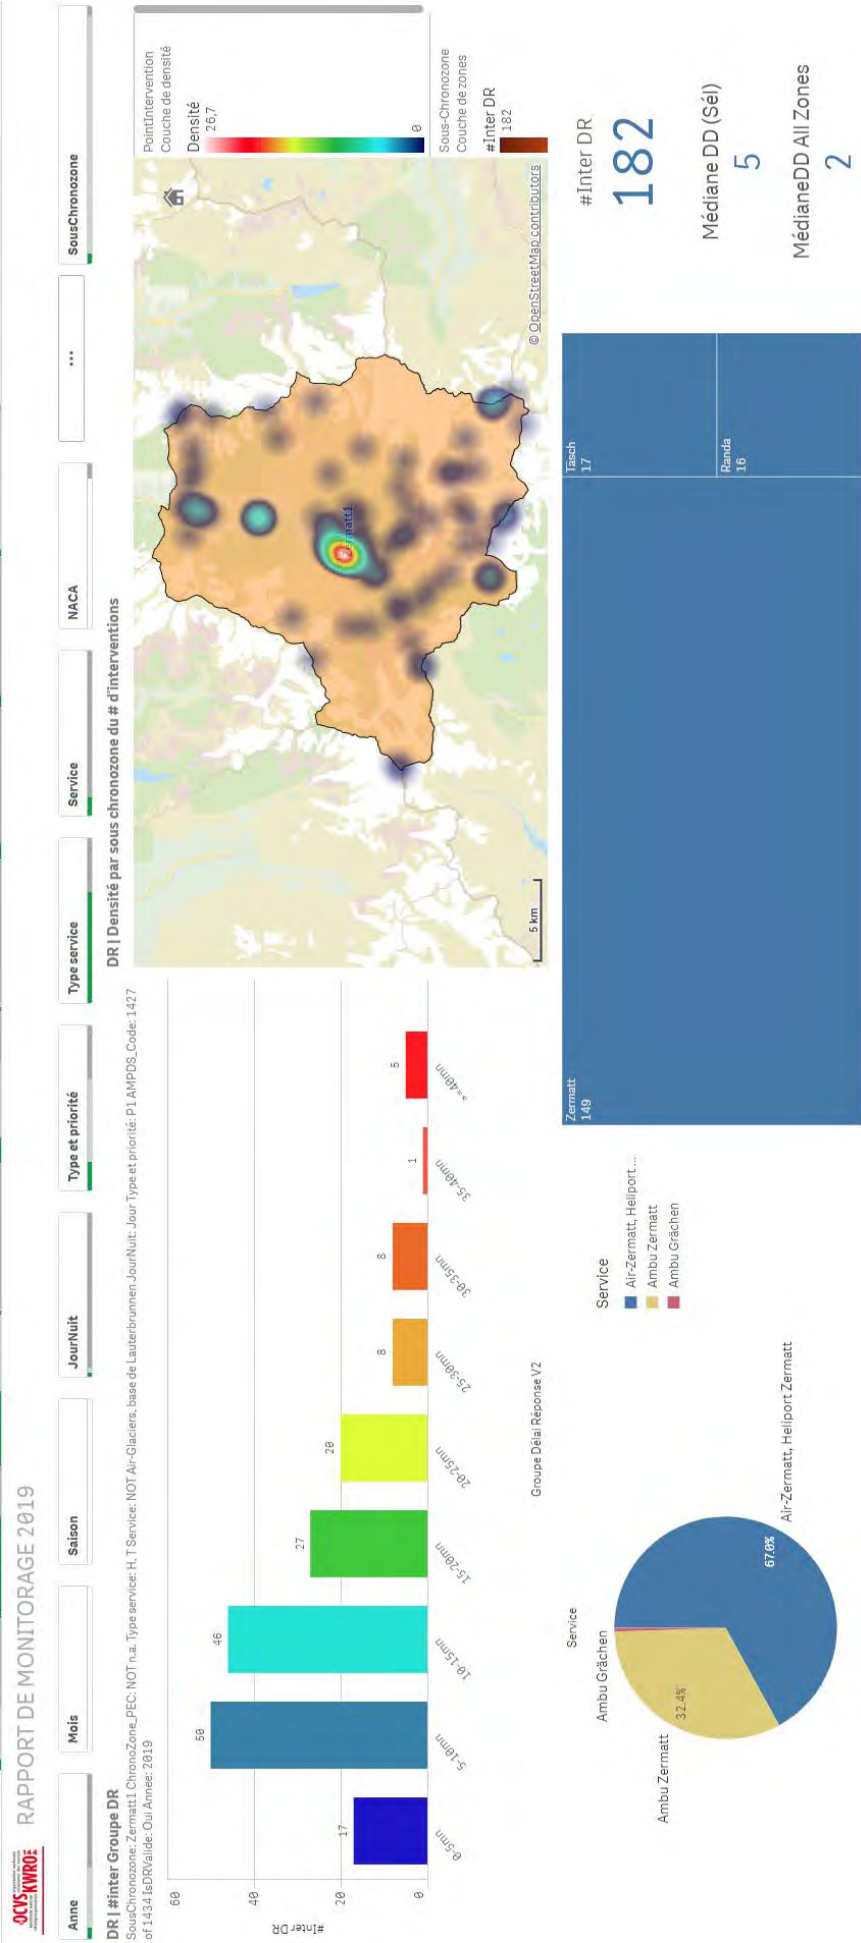 OCVS
KWRO
RAPPORT DE MONITORAGE 2019
Anne
Mois
Saison
JourNuit
Type et priorité
Type service
Service
NACA
...
SousChronozone
DR | #inter Groupe DR
SousChronozone: Zermatt1 ChronoZone_PEC: NOT n.a. Type service: H, T Service: NOT Air-Glaciers, base de Lauterbrunnen JourNuit: Jour Type et priorité: P1 AMPDS_Code: 1427
of 1434 IsDRValide: Oui Annee: 2019
#Inter DR
60
40
20
0
17
50
46
27
20
8
8
1
5
0-5mn
5-10mn
10-15mn
15-20mn
20-25mn
25-30mn
30-35mn
35-40mn
>=40mn
Groupe Délai Réponse V2
DR | Densité par sous chronozone du # d'interventions
Zermatt1
5 km
© OpenStreetMap contributors
PointIntervention
Couche de densité
Densité
26,7
0
Sous-Chronozone
Couche de zones
#Inter DR
182
Service
Ambu Grächen
Ambu Zermatt
32.4%
67.0%
Air-Zermatt, Heliport Zermatt
Service
Air-Zermatt, Heliport ...
Ambu Zermatt
Ambu Grächen
Zermatt
149
Täsch
17
Randa
16
#Inter DR
182
Médiane DD (Sél)
5
MédianeDD All Zones
2